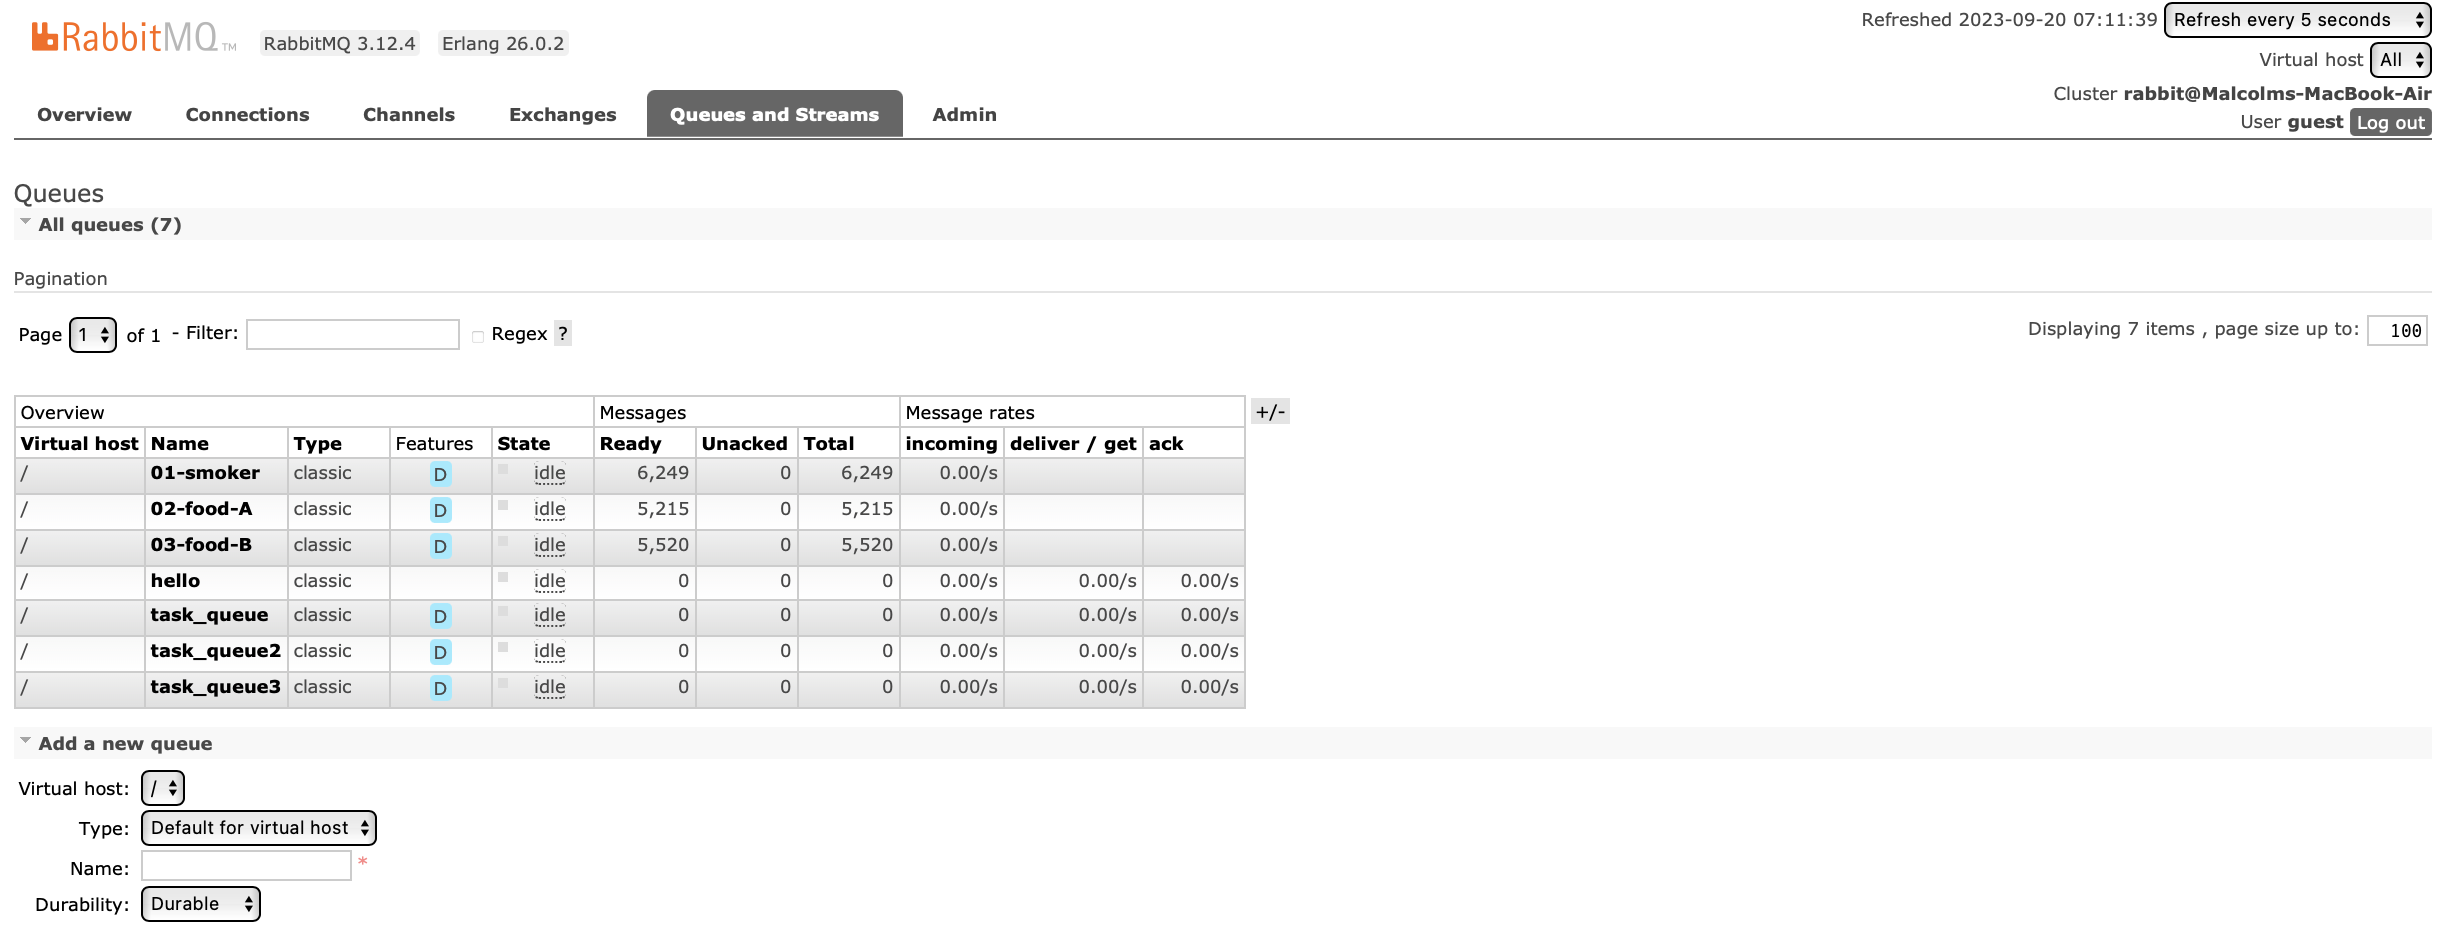 RabbitMQ TM RabbitMQ 3.12.4 Erlang 26.0.2
Refreshed 2023-09-20 07:11:39 Refresh every 5 seconds
Virtual host All
Cluster rabbit@Malcolms-MacBook-Air
User guest Log out
Overview Connections Channels Exchanges Queues and Streams Admin
Queues
All queues (7)
Pagination
Page 1 of 1 - Filter: Regex ? Displaying 7 items , page size up to: 100
Overview Messages Message rates +/-
Virtual host Name Type Features State Ready Unacked Total incoming deliver / get ack
/ 01-smoker classic D idle 6,249 0 6,249 0.00/s
/ 02-food-A classic D idle 5,215 0 5,215 0.00/s
/ 03-food-B classic D idle 5,520 0 5,520 0.00/s
/ hello classic idle 0 0 0 0.00/s 0.00/s 0.00/s
/ task_queue classic D idle 0 0 0 0.00/s 0.00/s 0.00/s
/ task_queue2 classic D idle 0 0 0 0.00/s 0.00/s 0.00/s
/ task_queue3 classic D idle 0 0 0 0.00/s 0.00/s 0.00/s
Add a new queue
Virtual host: /
Type: Default for virtual host
Name: *
Durability: Durable